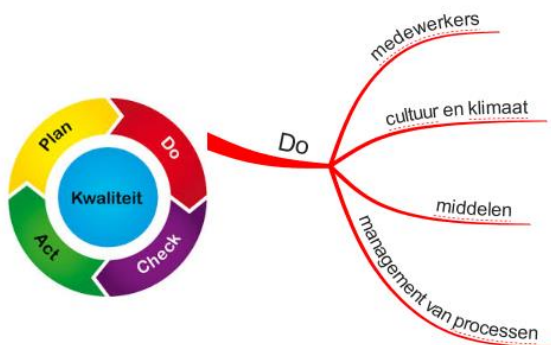 Plan
Do
Kwaliteit
Act
Check
Do
medewerkers
cultuur en klimaat
middelen
management van processen